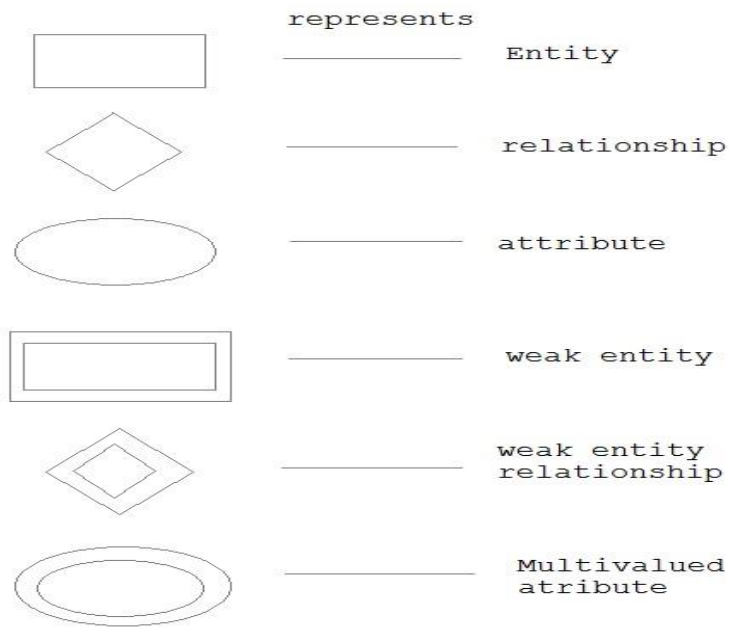 represents
Entity
relationship
attribute
weak entity
weak entity
relationship
Multivalued
atribute